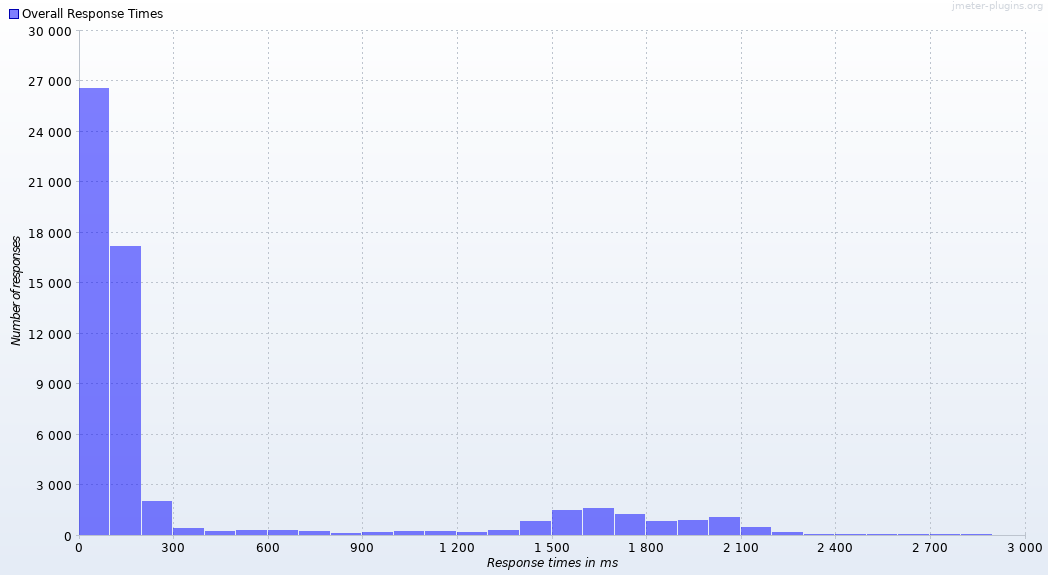 jmeter-plugins.org
Overall Response Times
30 000
27 000
24 000
21 000
18 000
15 000
12 000
9 000
6 000
3 000
0
Number of responses
0 300 600 900 1 200 1 500 1 800 2 100 2 400 2 700 3 000
Response times in ms